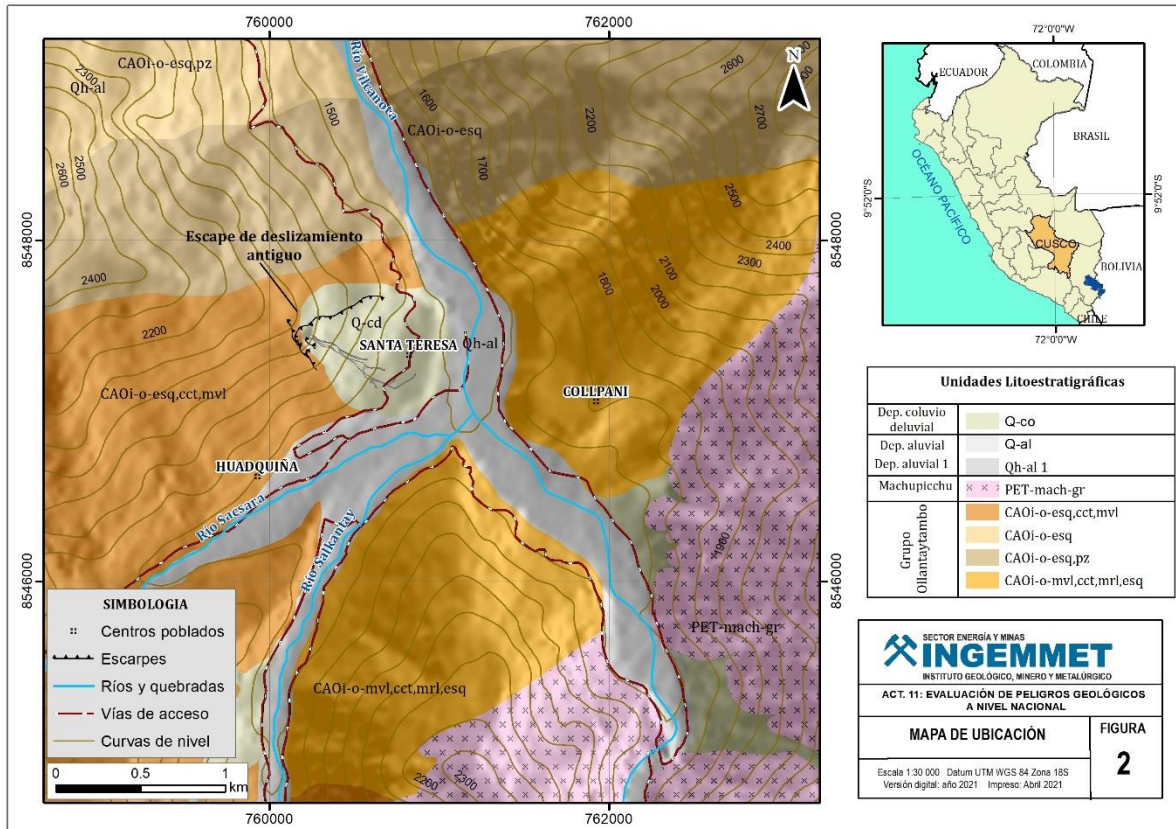 760000
762000
CAOi-o-esq,pz
Qh-al
2300
2500
2600
2400
2200
1500
Río Vilcanota
1600
CAOi-o-esq
1700
2200
2600
2700
2500
2400
2300
2100
2000
1800
8548000
8548000
Escape de deslizamiento
antiguo
Q-cd
SANTA TERESA
Qh-al
COLLPANI
CAOi-o-esq,cct,mvl
HUADQUIÑA
Río Sacsara
Río Salkantay
8546000
8546000
1900
PET-mach-gr
CAOi-o-mvl,cct,mrl,esq
2200
2300
N
SIMBOLOGIA
Centros poblados
Escarpes
Ríos y quebradas
Vías de acceso
Curvas de nivel
0 0.5 1
km
760000
762000
72°0'0"W
ECUADOR
COLOMBIA
BRASIL
OCÉANO PACÍFICO
CUSCO
BOLIVIA
CHILE
9°52'0"S
9°52'0"S
72°0'0"W
Unidades Litoestratigráficas
Dep. coluvio
deluvial
Q-co
Dep. aluvial
Q-al
Dep. aluvial 1
Qh-al 1
Machupicchu
PET-mach-gr
Grupo
Ollantaytambo
CAOi-o-esq,cct,mvl
CAOi-o-esq
CAOi-o-esq,pz
CAOi-o-mvl,cct,mrl,esq
SECTOR ENERGÍA Y MINAS
INGEMMET
INSTITUTO GEOLÓGICO, MINERO Y METALÚRGICO
ACT. 11: EVALUACIÓN DE PELIGROS GEOLÓGICOS
A NIVEL NACIONAL
MAPA DE UBICACIÓN
FIGURA
2
Escala 1:30 000 Datum UTM WGS 84 Zona 18S
Versión digital: año 2021 Impreso: Abril 2021